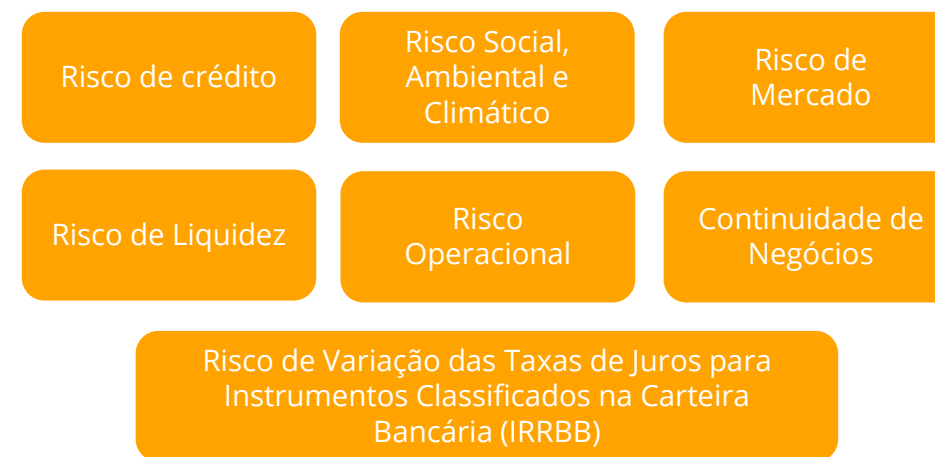 Risco de crédito
Risco Social,
Ambiental e
Climático
Risco de
Mercado
Risco de Liquidez
Risco
Operacional
Continuidade de
Negócios
Risco de Variação das Taxas de Juros para
Instrumentos Classificados na Carteira
Bancária (IRRBB)